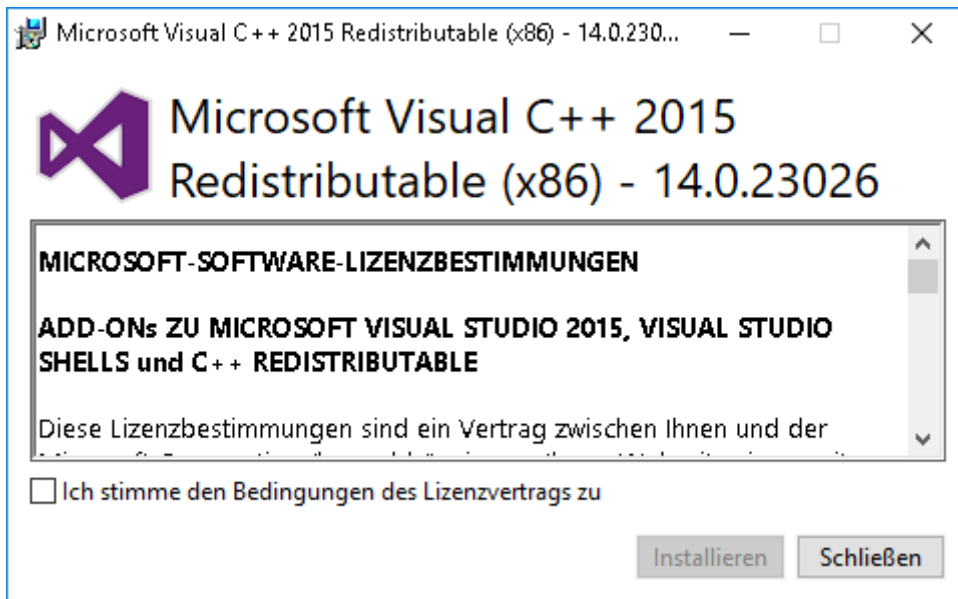 Microsoft Visual C++ 2015 Redistributable (x86) - 14.0.230...
Microsoft Visual C++ 2015
Redistributable (x86) - 14.0.23026
MICROSOFT-SOFTWARE-LIZENZBESTIMMUNGEN
ADD-ONs ZU MICROSOFT VISUAL STUDIO 2015, VISUAL STUDIO
SHELLS und C++ REDISTRIBUTABLE
Diese Lizenzbestimmungen sind ein Vertrag zwischen Ihnen und der
Ich stimme den Bedingungen des Lizenzvertrags zu
Installieren
Schließen